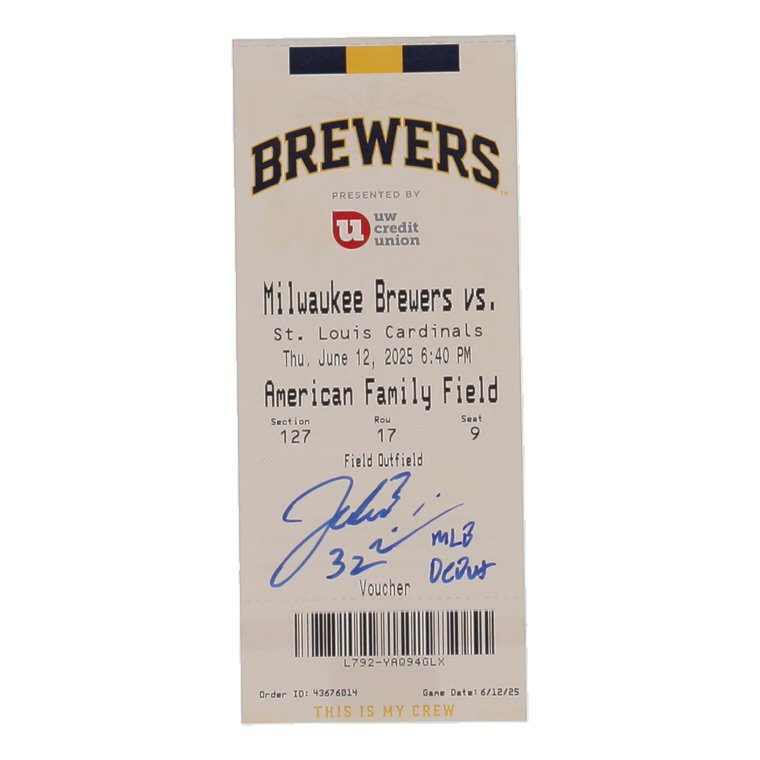 BREWERS
PRESENTED BY
uw
credit
union
Milwaukee Brewers vs.
St. Louis Cardinals
Thu. June 12, 2025 6:40 PM
American Family Field
Section Row Seat
127 17 9
Field Outfield
32
MLB
Debut
Voucher
L792-YAQ94GLX
Order ID: 43676014 Game Date: 6/12/25
THIS IS MY CREW